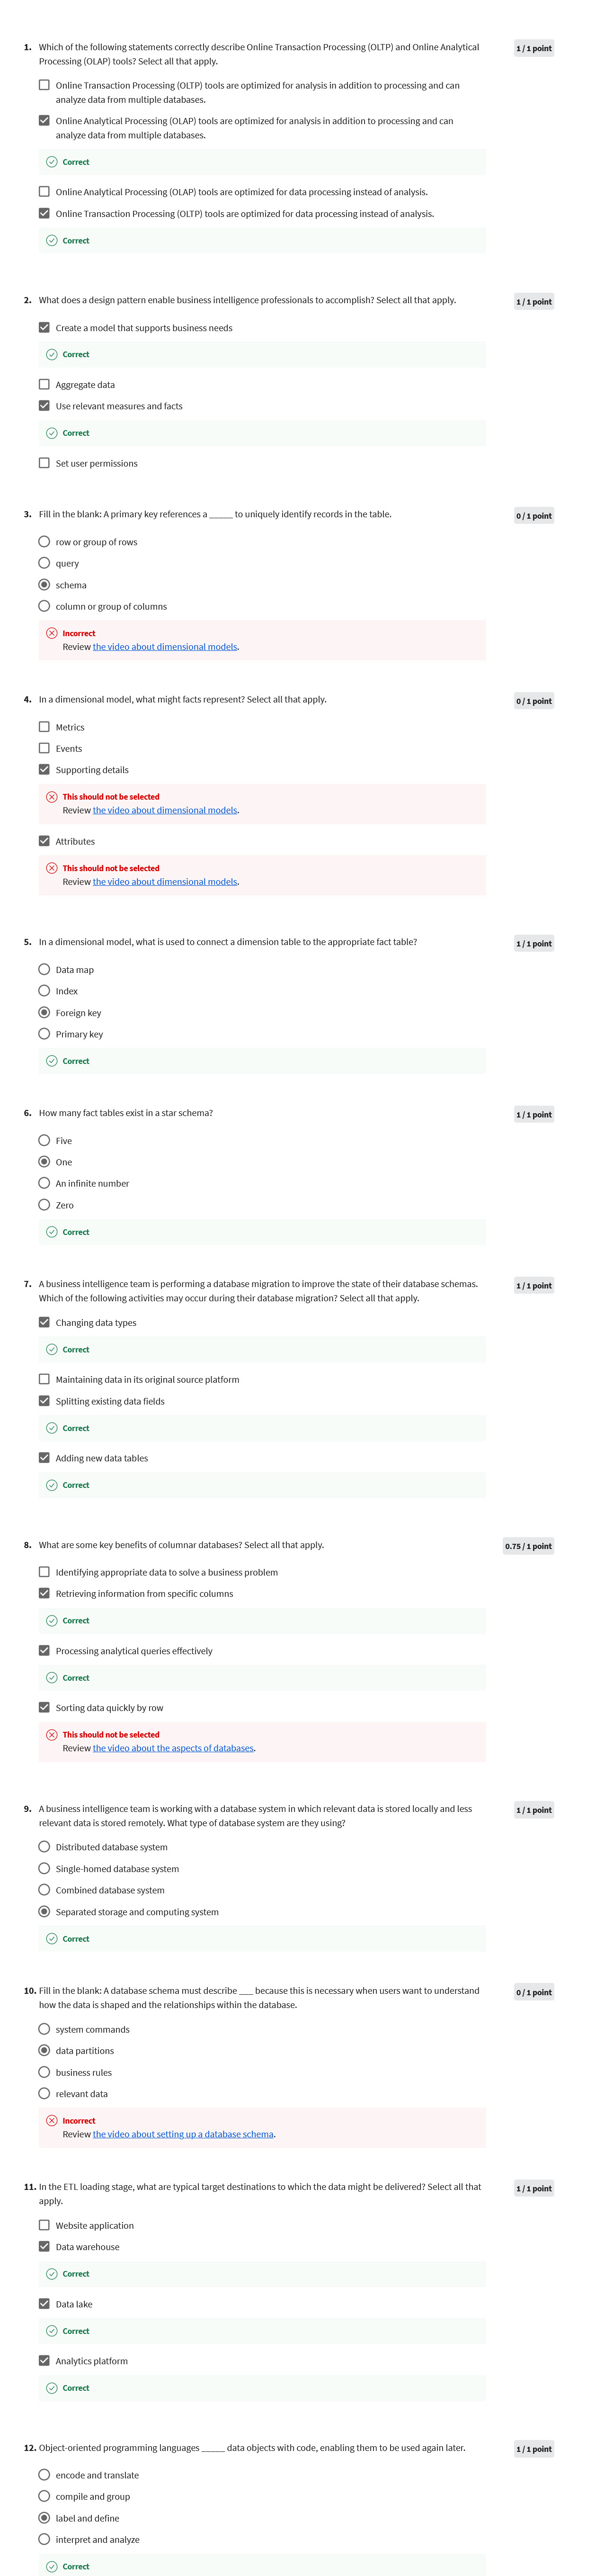 1. Which of the following statements correctly describe Online Transaction Processing (OLTP) and Online Analytical
1 / 1 point
Processing (OLAP) tools? Select all that apply.
Online Transaction Processing (OLTP) tools are optimized for analysis in addition to processing and can
analyze data from multiple databases.
Online Analytical Processing (OLAP) tools are optimized for analysis in addition to processing and can
analyze data from multiple databases.
Correct
Online Analytical Processing (OLAP) tools are optimized for data processing instead of analysis.
Online Transaction Processing (OLTP) tools are optimized for data processing instead of analysis.
Correct
2. What does a design pattern enable business intelligence professionals to accomplish? Select all that apply.
1 / 1 point
Create a model that supports business needs
Correct
Aggregate data
Use relevant measures and facts
Correct
Set user permissions
3. Fill in the blank: A primary key references a _____ to uniquely identify records in the table.
0 / 1 point
row or group of rows
query
schema
column or group of columns
Incorrect
Review the video about dimensional models.
4. In a dimensional model, what might facts represent? Select all that apply.
0 / 1 point
Metrics
Events
Supporting details
This should not be selected
Review the video about dimensional models.
Attributes
This should not be selected
Review the video about dimensional models.
5. In a dimensional model, what is used to connect a dimension table to the appropriate fact table?
1 / 1 point
Data map
Index
Foreign key
Primary key
Correct
6. How many fact tables exist in a star schema?
1 / 1 point
Five
One
An infinite number
Zero
Correct
7. A business intelligence team is performing a database migration to improve the state of their database schemas.
1 / 1 point
Which of the following activities may occur during their database migration? Select all that apply.
Changing data types
Correct
Maintaining data in its original source platform
Splitting existing data fields
Correct
Adding new data tables
Correct
8. What are some key benefits of columnar databases? Select all that apply.
0.75 / 1 point
Identifying appropriate data to solve a business problem
Retrieving information from specific columns
Correct
Processing analytical queries effectively
Correct
Sorting data quickly by row
This should not be selected
Review the video about the aspects of databases.
9. A business intelligence team is working with a database system in which relevant data is stored locally and less
1 / 1 point
relevant data is stored remotely. What type of database system are they using?
Distributed database system
Single-homed database system
Combined database system
Separated storage and computing system
Correct
10. Fill in the blank: A database schema must describe ___ because this is necessary when users want to understand
0 / 1 point
how the data is shaped and the relationships within the database.
system commands
data partitions
business rules
relevant data
Incorrect
Review the video about setting up a database schema.
11. In the ETL loading stage, what are typical target destinations to which the data might be delivered? Select all that
1 / 1 point
apply.
Website application
Data warehouse
Correct
Data lake
Correct
Analytics platform
Correct
12. Object-oriented programming languages _____ data objects with code, enabling them to be used again later.
1 / 1 point
encode and translate
compile and group
label and define
interpret and analyze
Correct